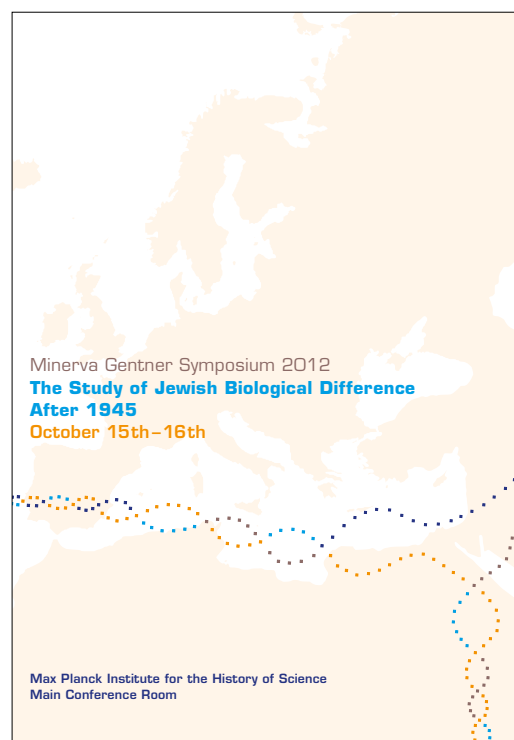 Minerva Gentner Symposium 2012
The Study of Jewish Biological Difference
After 1945
October 15th–16th
Max Planck Institute for the History of Science
Main Conference Room